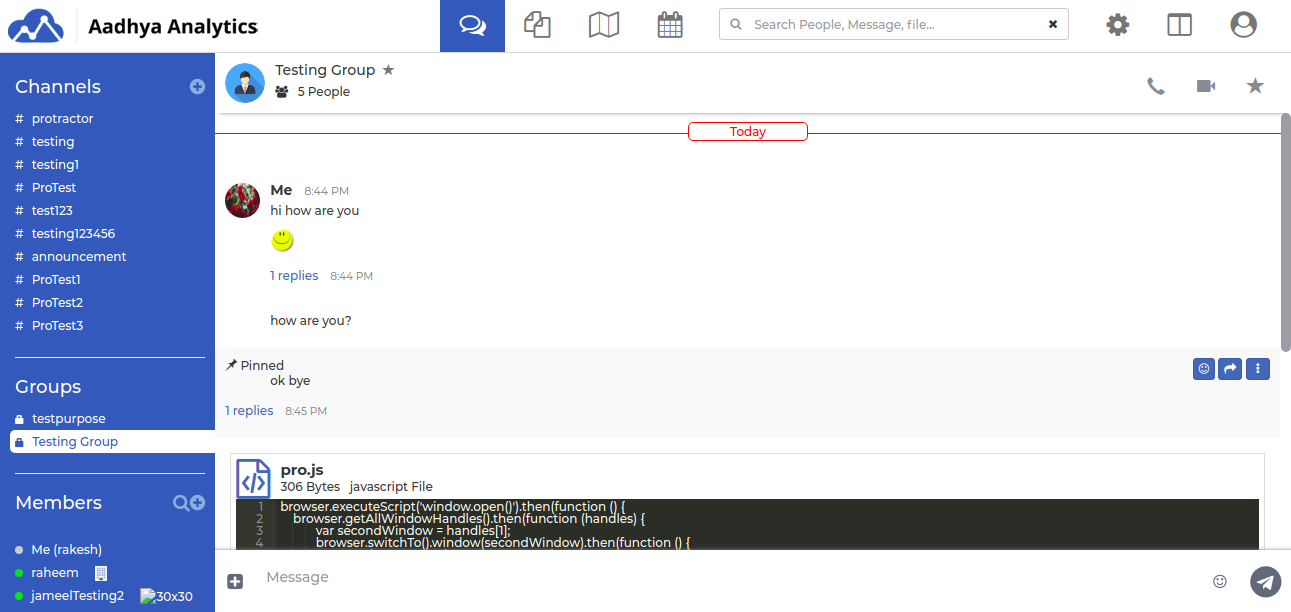 Aadhya Analytics
Search People, Message, file...
Channels
# protractor
# testing
# testing1
# ProTest
# test123
# testing123456
# announcement
# ProTest1
# ProTest2
# ProTest3
Groups
testpurpose
Testing Group
Members
Me (rakesh)
raheem
jameelTesting2 30x30
Testing Group
5 People
Today
Me 8:44 PM
hi how are you
1 replies 8:44 PM
how are you?
Pinned
ok bye
1 replies 8:45 PM
pro.js
306 Bytes javascript File
1 browser.executeScript('window.open()').then(function () {
2 browser.getAllWindowHandles().then(function (handles) {
3 var secondWindow = handles[1];
4 browser.switchTo().window(secondWindow).then(function () {
Message